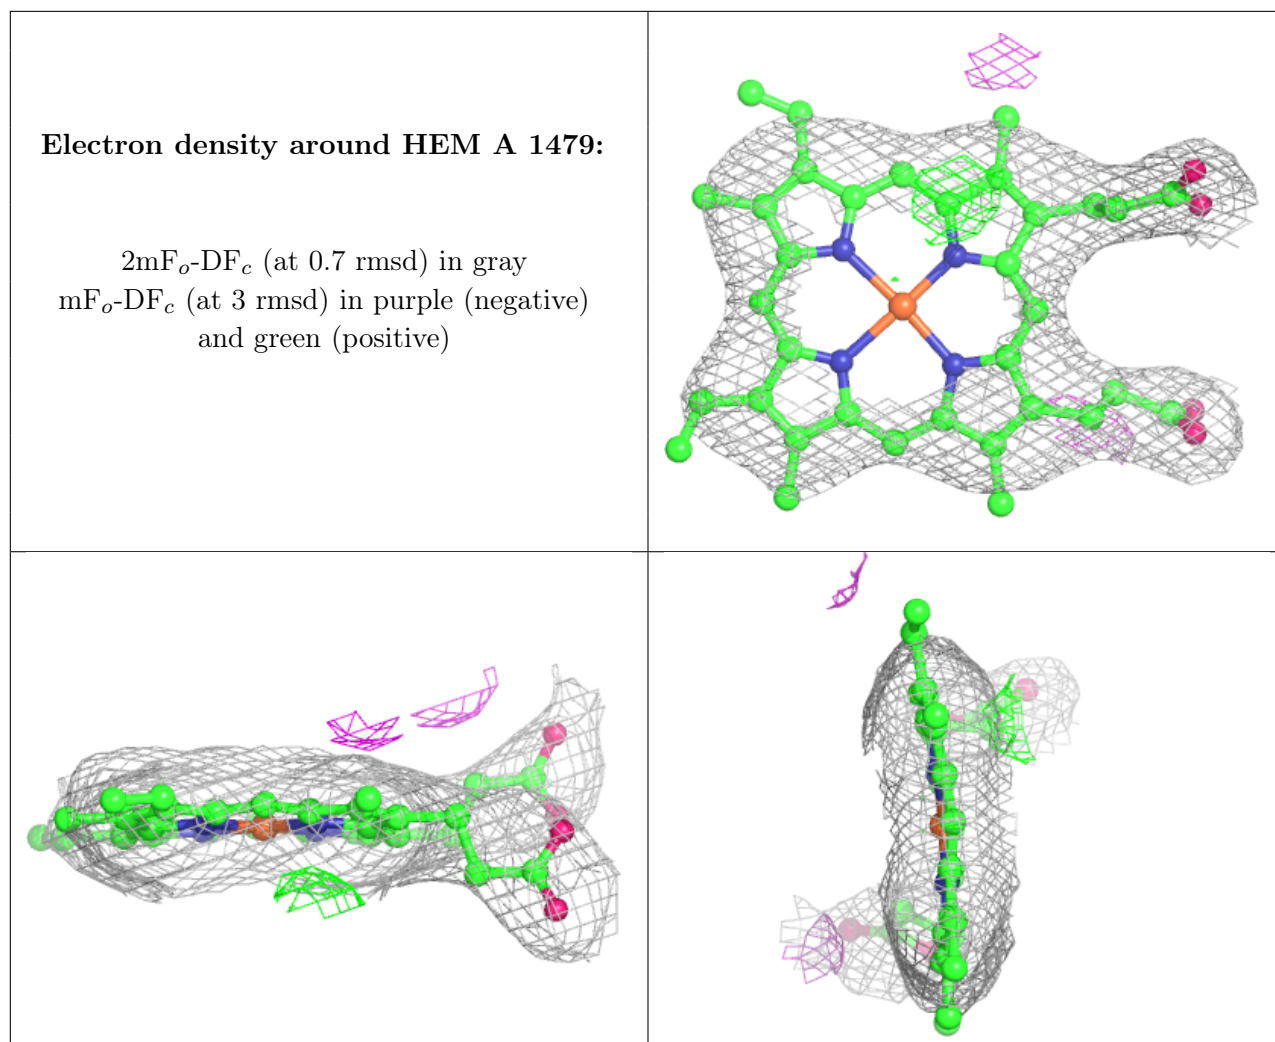 Electron density around HEM A 1479:
2mFₒ-DF𝒸 (at 0.7 rmsd) in gray
mFₒ-DF𝒸 (at 3 rmsd) in purple (negative)
and green (positive)